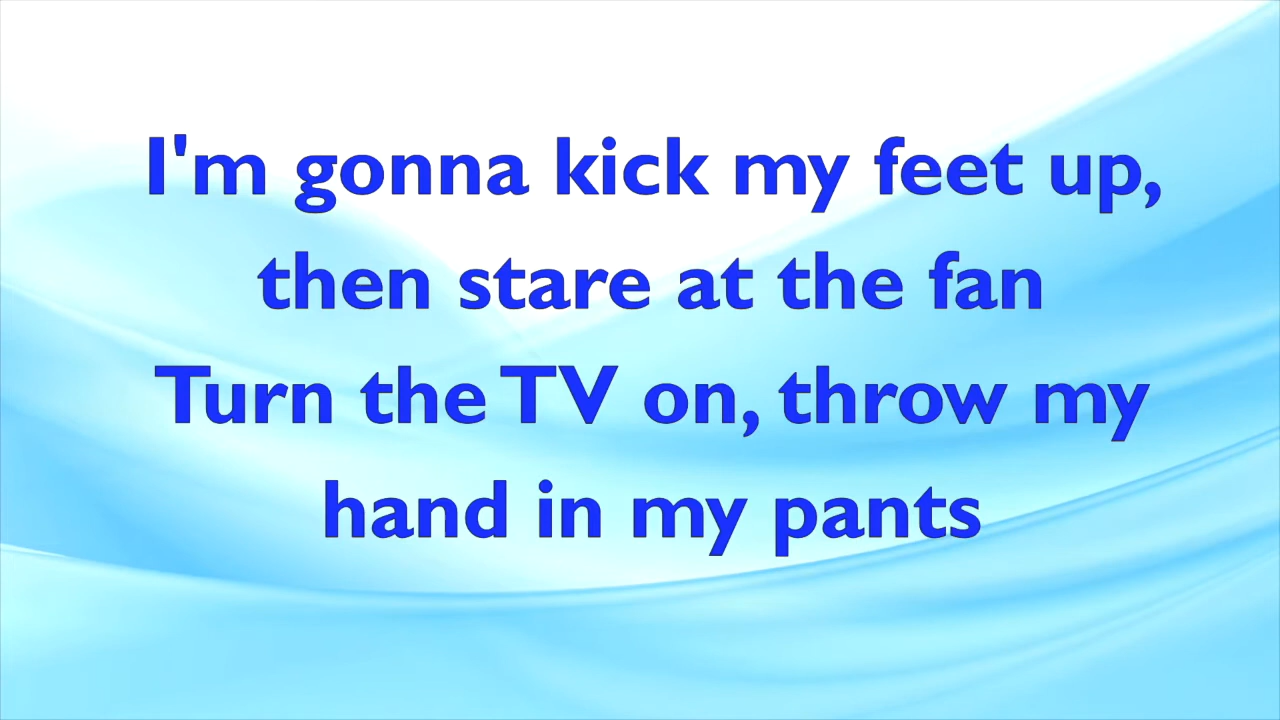 I'm gonna kick my feet up,
then stare at the fan
Turn the TV on, throw my
hand in my pants